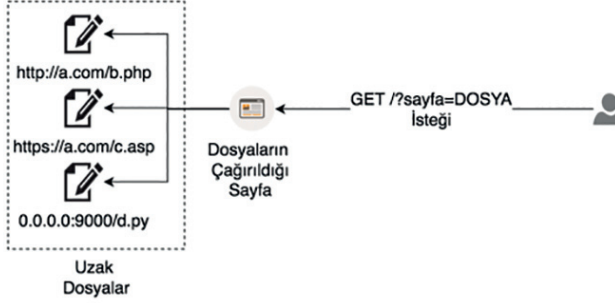 http://a.com/b.php
https://a.com/c.asp
0.0.0.0:9000/d.py
Uzak
Dosyalar
Dosyaların
Çağırıldığı
Sayfa
GET /?sayfa=DOSYA
İsteği